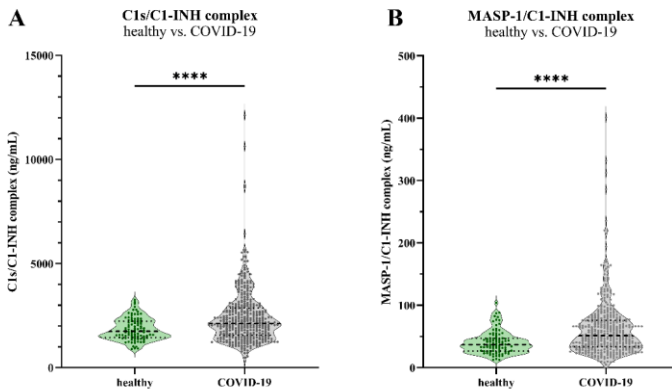 A
C1s/C1-INH complex
healthy vs. COVID-19
****
C1s/C1-INH complex (ng/mL)
15000
10000
5000
0
healthy
COVID-19
B
MASP-1/C1-INH complex
healthy vs. COVID-19
****
MASP-1/C1-INH complex (ng/mL)
500
400
300
200
100
0
healthy
COVID-19